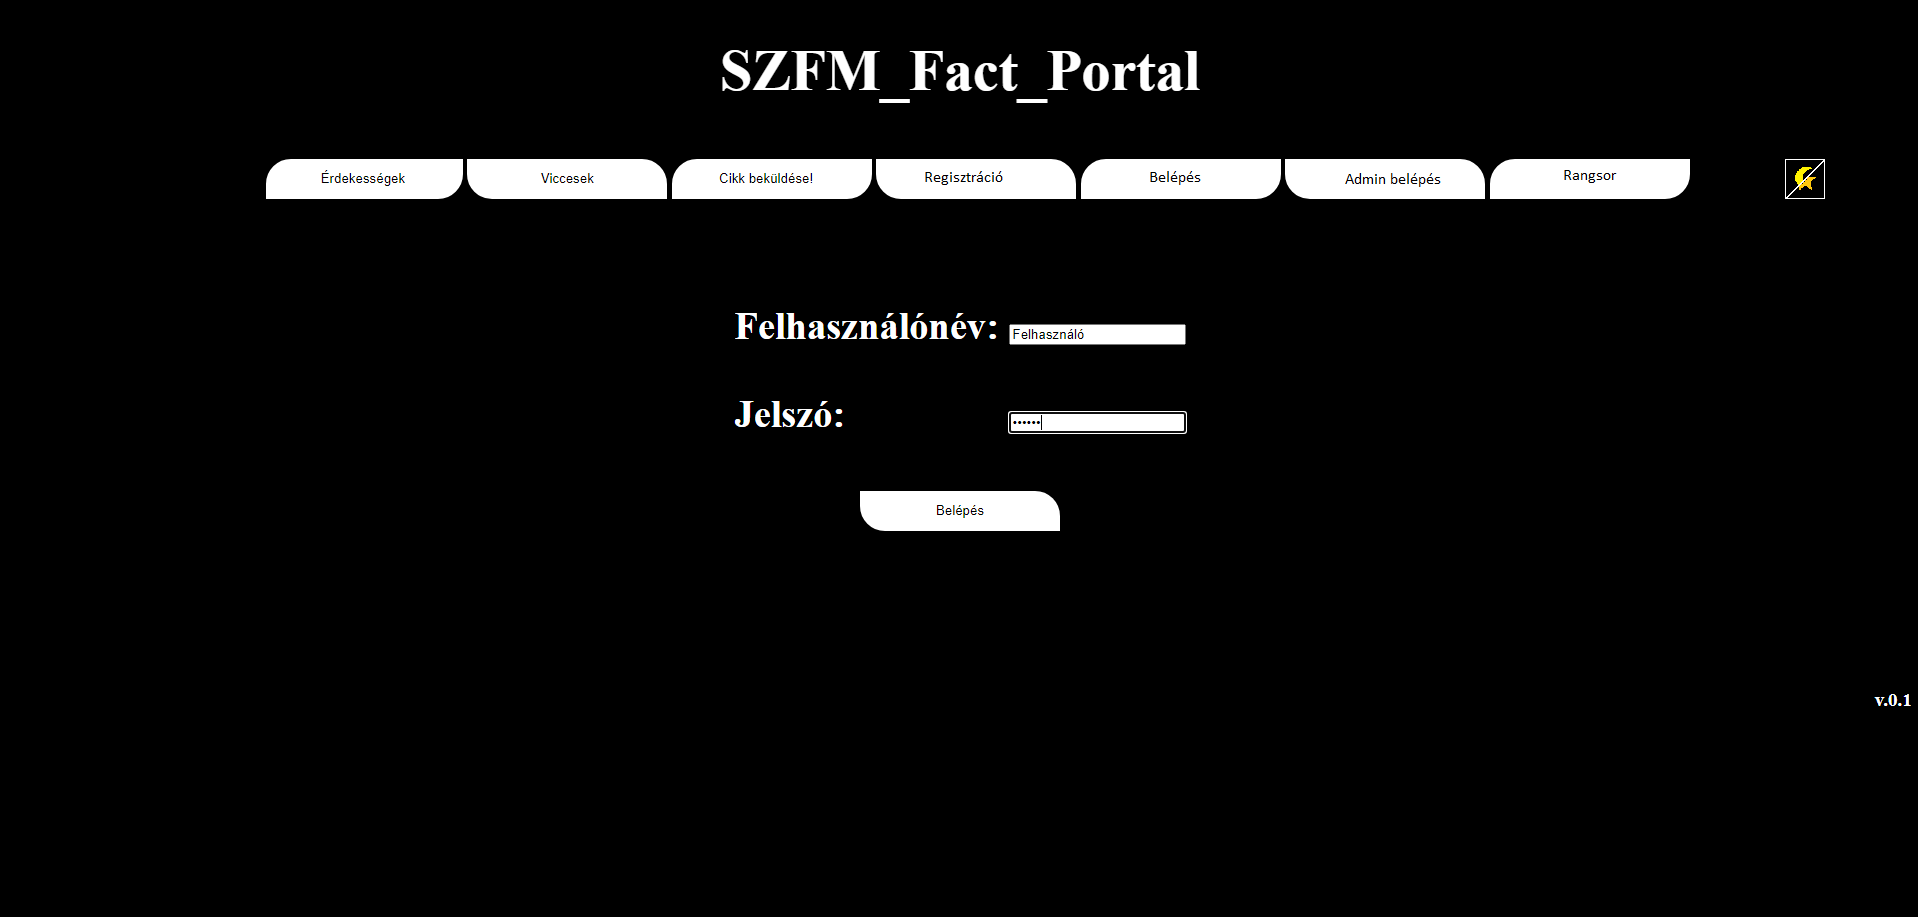 SZFM_Fact_Portal
Érdekességek Viccesek Cikk beküldése! Regisztráció Belépés Admin belépés Rangsor
Felhasználónév: Felhasználó
Jelszó: ••••••
Belépés
v.0.1